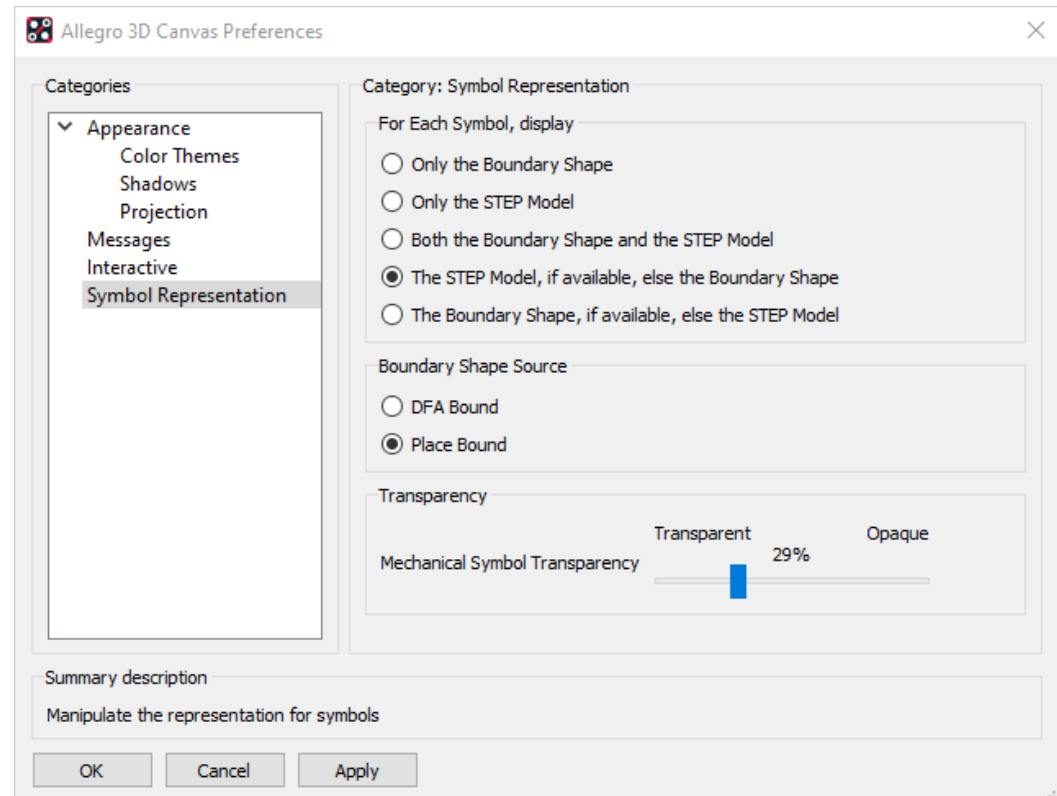 Allegro 3D Canvas Preferences
Categories
Appearance
Color Themes
Shadows
Projection
Messages
Interactive
Symbol Representation
Category: Symbol Representation
For Each Symbol, display
Only the Boundary Shape
Only the STEP Model
Both the Boundary Shape and the STEP Model
The STEP Model, if available, else the Boundary Shape
The Boundary Shape, if available, else the STEP Model
Boundary Shape Source
DFA Bound
Place Bound
Transparency
Transparent Opaque
29%
Mechanical Symbol Transparency
Summary description
Manipulate the representation for symbols
OK Cancel Apply